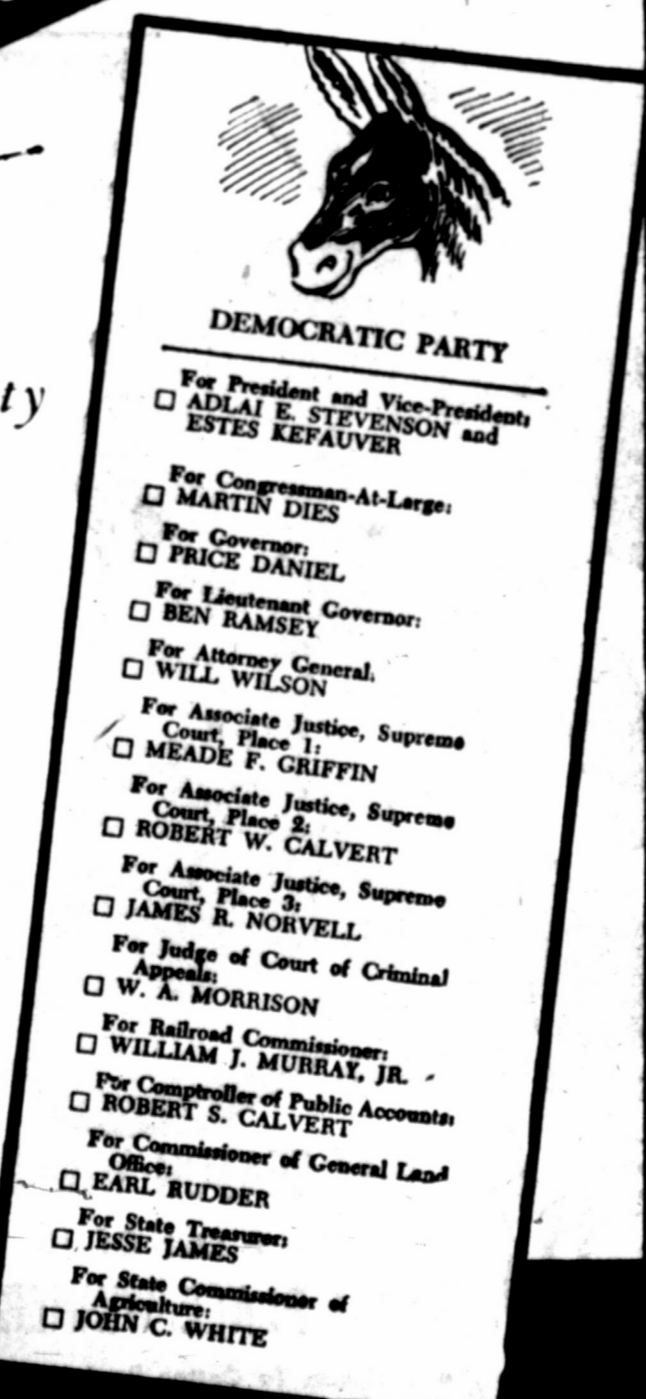 ty
DEMOCRATIC PARTY
For President and Vice-President:
ADLAI E. STEVENSON and
ESTES KEFAUVER
For Congressman-At-Large:
MARTIN DIES
For Governor:
PRICE DANIEL
For Lieutenant Governor:
BEN RAMSEY
For Attorney General:
WILL WILSON
For Associate Justice, Supreme
Court, Place 1:
MEADE F. GRIFFIN
For Associate Justice, Supreme
Court, Place 2:
ROBERT W. CALVERT
For Associate Justice, Supreme
Court, Place 3:
JAMES R. NORVELL
For Judge of Court of Criminal
Appeals:
W. A. MORRISON
For Railroad Commissioner:
WILLIAM J. MURRAY, JR.
For Comptroller of Public Accounts:
ROBERT S. CALVERT
For Commissioner of General Land
Office:
EARL RUDDER
For State Treasurer:
JESSE JAMES
For State Commissioner of
Agriculture:
JOHN C. WHITE